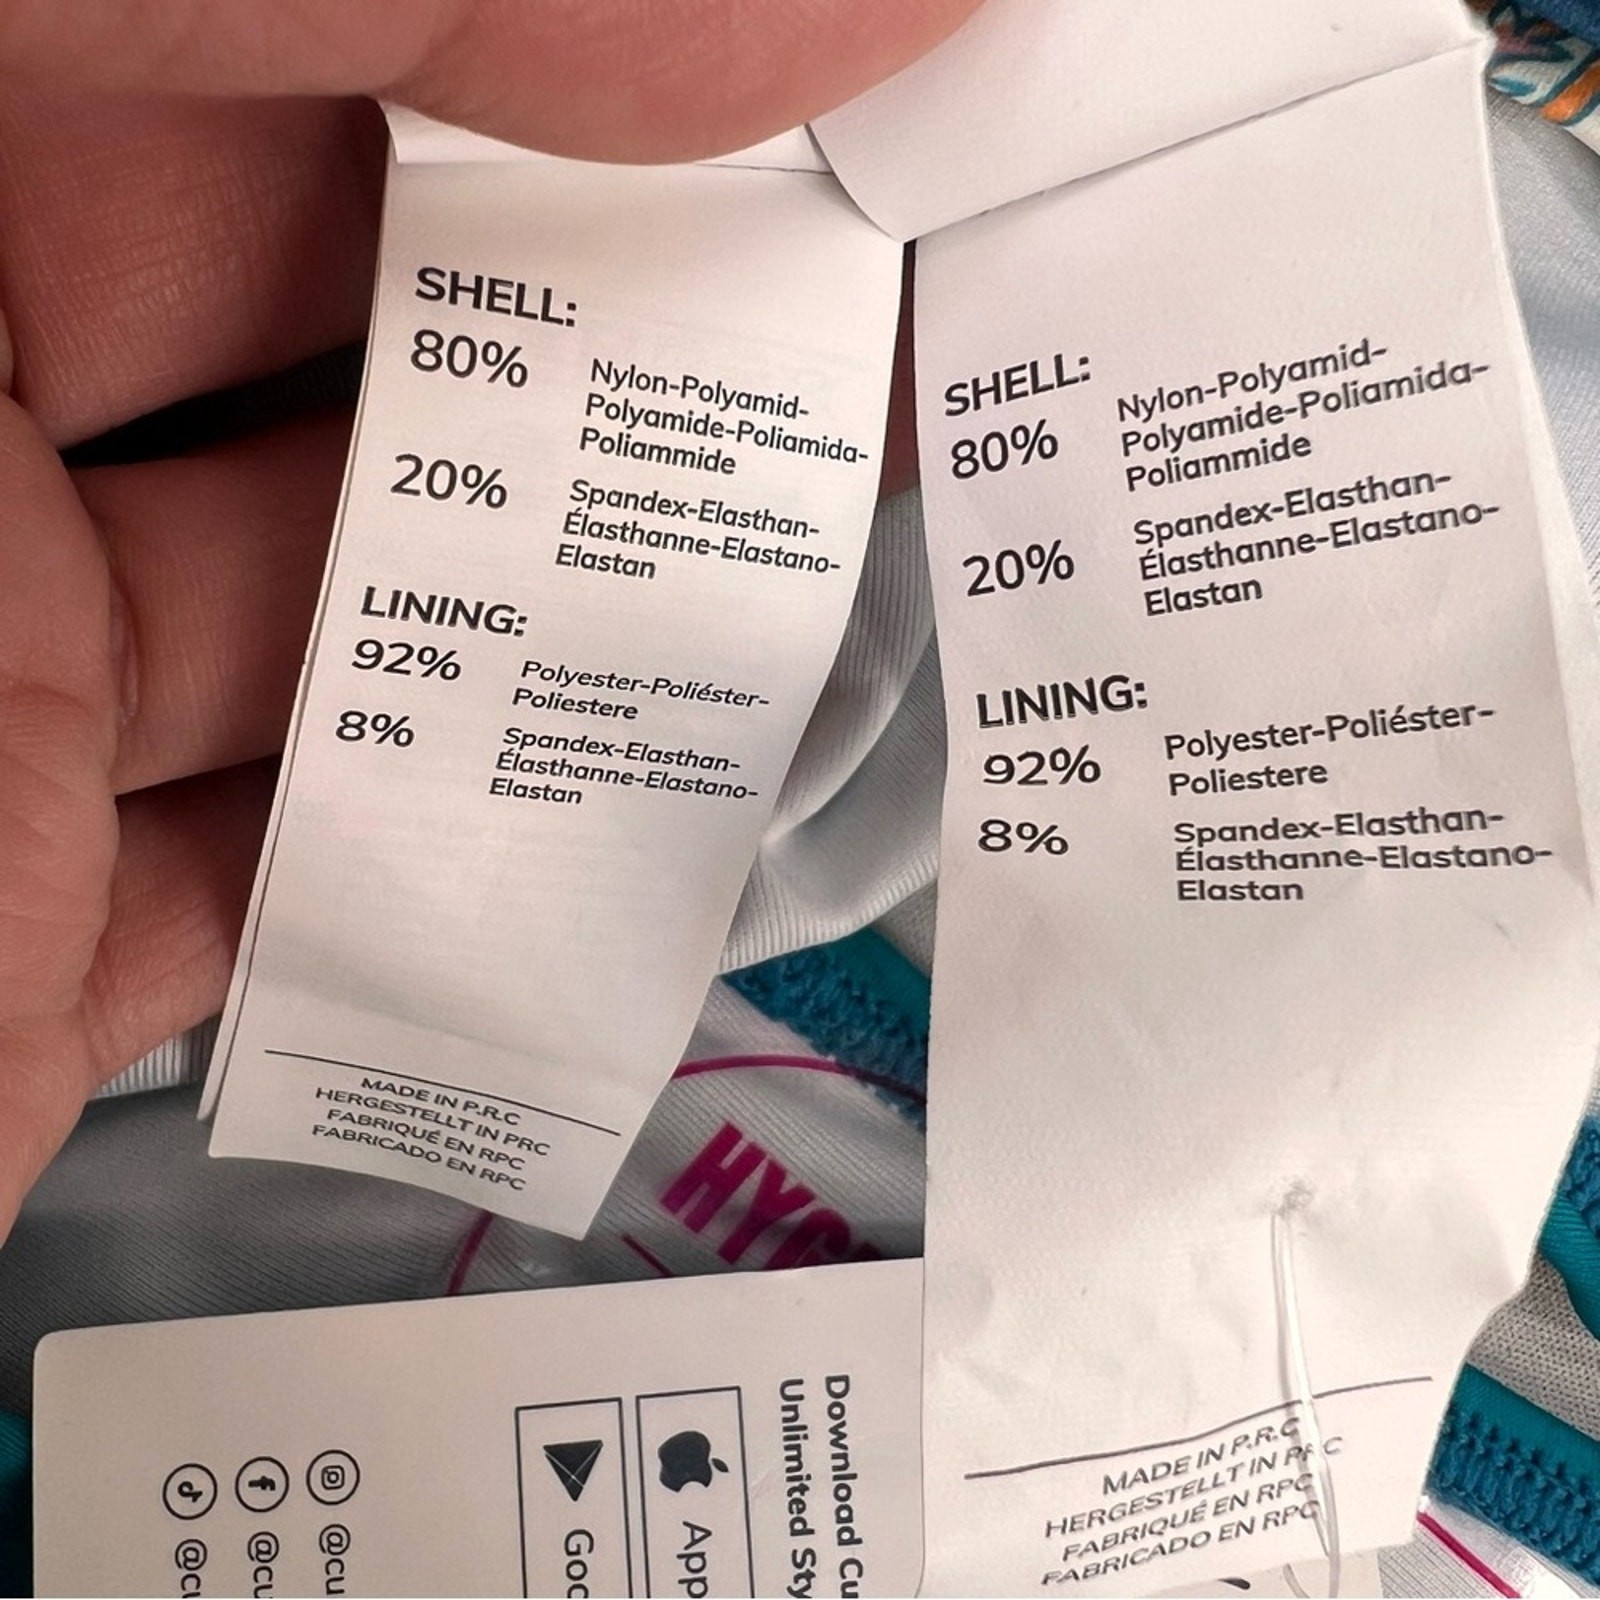 SHELL:
80%
Nylon-Polyamid-
Polyamide-Poliamida-
Poliammide
20%
Spandex-Elasthan-
Élasthanne-Elastano-
Elastan
LINING:
92%
Polyester-Poliéster-
Poliestere
8%
Spandex-Elasthan-
Élasthanne-Elastano-
Elastan
MADE IN P.R.C
HERGESTELLT IN PRC
FABRIQUÉ EN RPC
FABRICADO EN RPC
SHELL:
80%
Nylon-Polyamid-
Polyamide-Poliamida-
Poliammide
20%
Spandex-Elasthan-
Élasthanne-Elastano-
Elastan
LINING:
92%
Polyester-Poliéster-
Poliestere
8%
Spandex-Elasthan-
Élasthanne-Elastano-
Elastan
MADE IN P.R.C
HERGESTELLT IN PRC
FABRIQUÉ EN RPC
FABRICADO EN RPC
Download
Unlimited
@cu
@cu
@cu